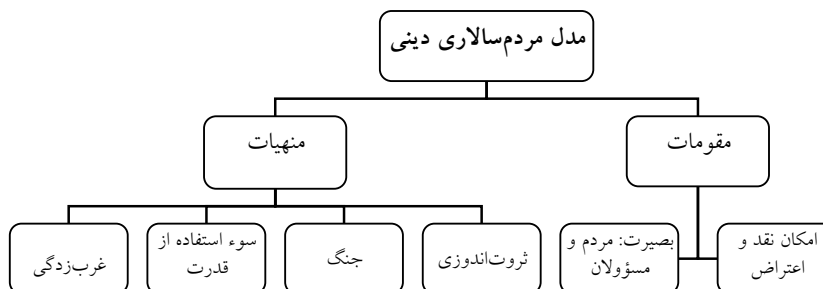 مدل مردم‌سالاری دینی
مقومات
منهیات
امکان نقد و
اعتراض
بصیرت: مردم و
مسؤولان
ثروت‌اندوزی
جنگ
سوء استفاده از
قدرت
غرب‌زدگی